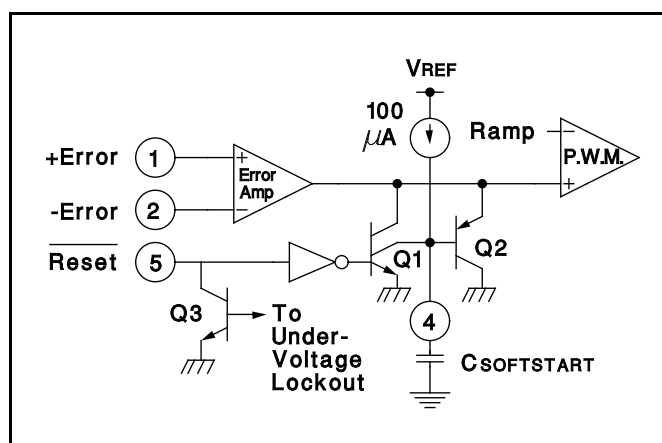 VREF
100
µA
Ramp
P.W.M.
+
+Error
1
+
Error
Amp
-Error
2
−
Reset
5
Q1
Q2
Q3
To
Under-
Voltage
Lockout
4
CSOFTSTART